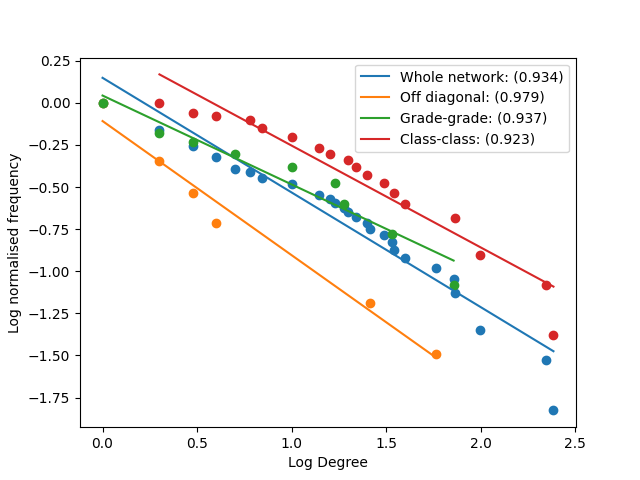 Whole network: (0.934)
Off diagonal: (0.979)
Grade-grade: (0.937)
Class-class: (0.923)
Log normalised frequency
0.25
0.00
−0.25
−0.50
−0.75
−1.00
−1.25
−1.50
−1.75
0.0 0.5 1.0 1.5 2.0 2.5
Log Degree